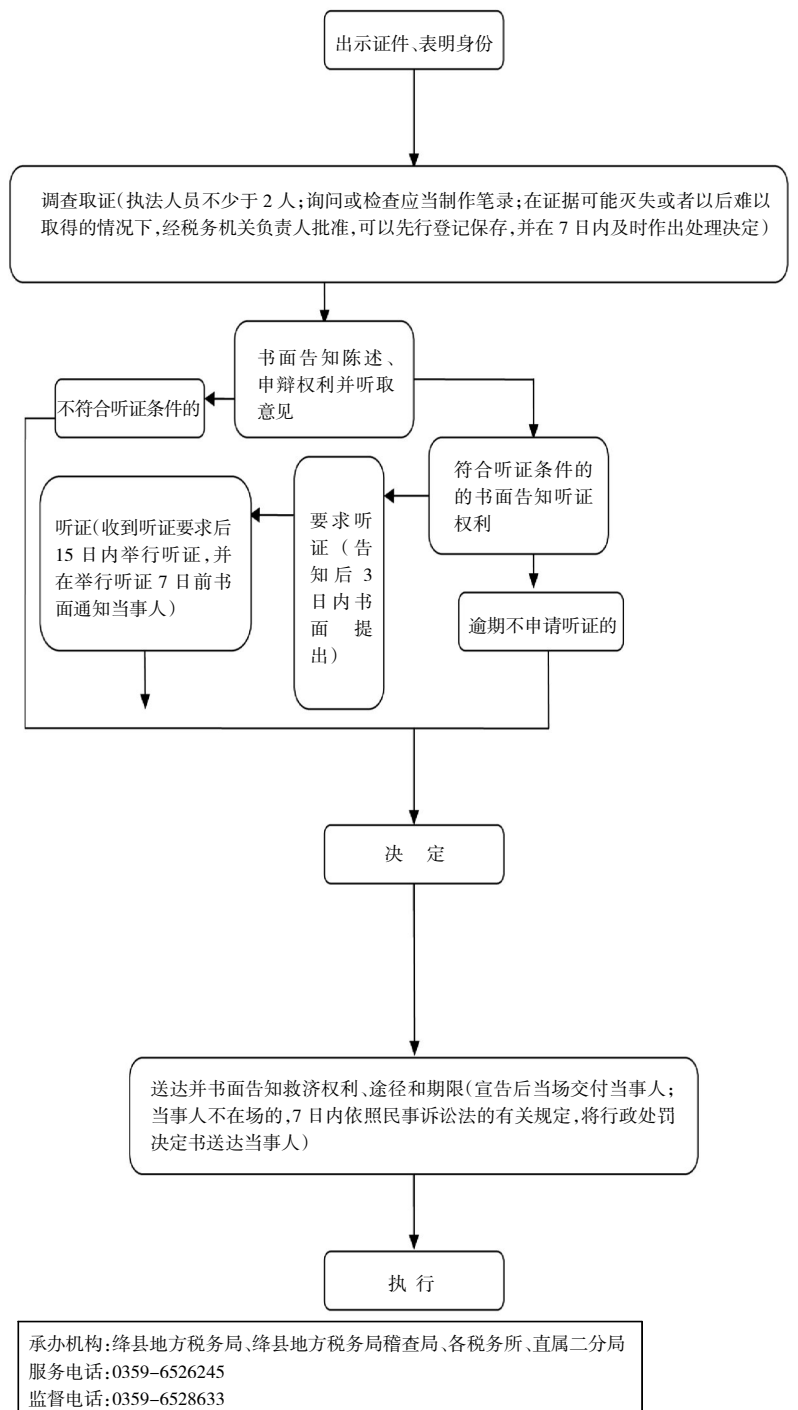 出示证件、表明身份
调查取证(执法人员不少于 2 人;询问或检查应当制作笔录;在证据可能灭失或者以后难以
取得的情况下,经税务机关负责人批准,可以先行登记保存,并在 7 日内及时作出处理决定)
书面告知陈述、
申辩权利并听取
意见
不符合听证条件的
符合听证条件的
的书面告知听证
权利
要求听
证(告
知后 3
日内书
面 提
出)
听证(收到听证要求后
15 日内举行听证,并
在举行听证 7 日前书
面通知当事人)
逾期不申请听证的
决 定
送达并书面告知救济权利、途径和期限(宣告后当场交付当事人;
当事人不在场的,7 日内依照民事诉讼法的有关规定,将行政处罚
决定书送达当事人)
执 行
承办机构:绛县地方税务局、绛县地方税务局稽查局、各税务所、直属二分局
服务电话:0359-6526245
监督电话:0359-6528633